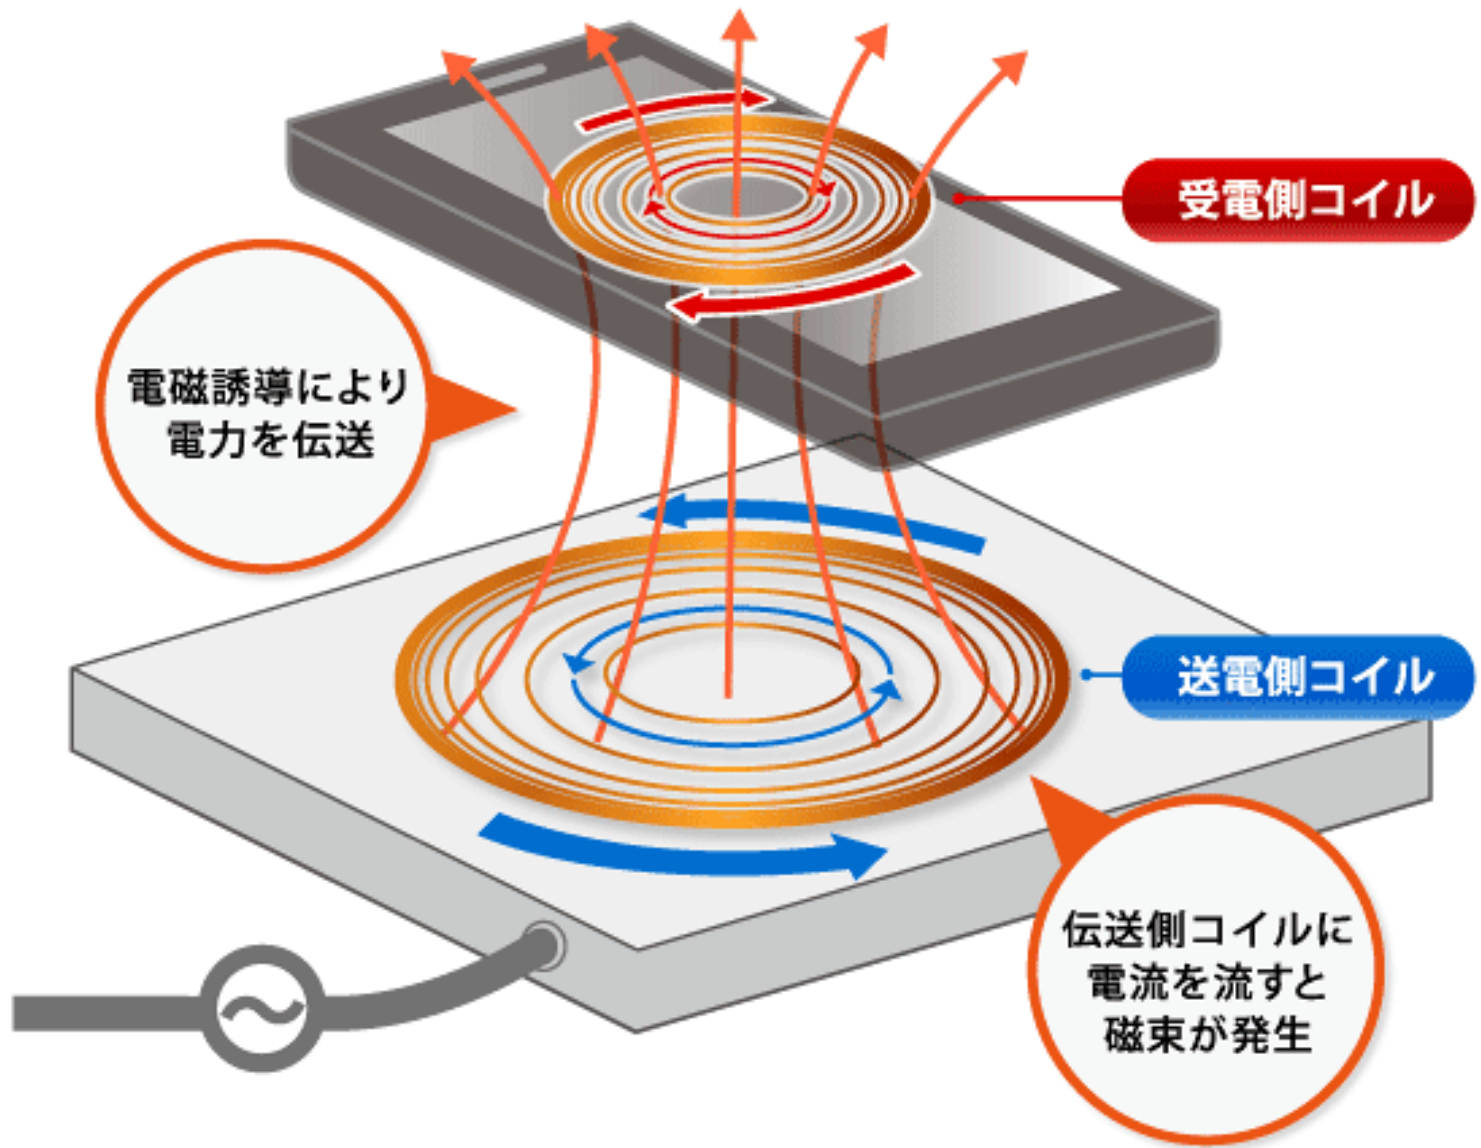 受電側コイル
電磁誘導により
電力を伝送
送電側コイル
伝送側コイルに
電流を流すと
磁束が発生